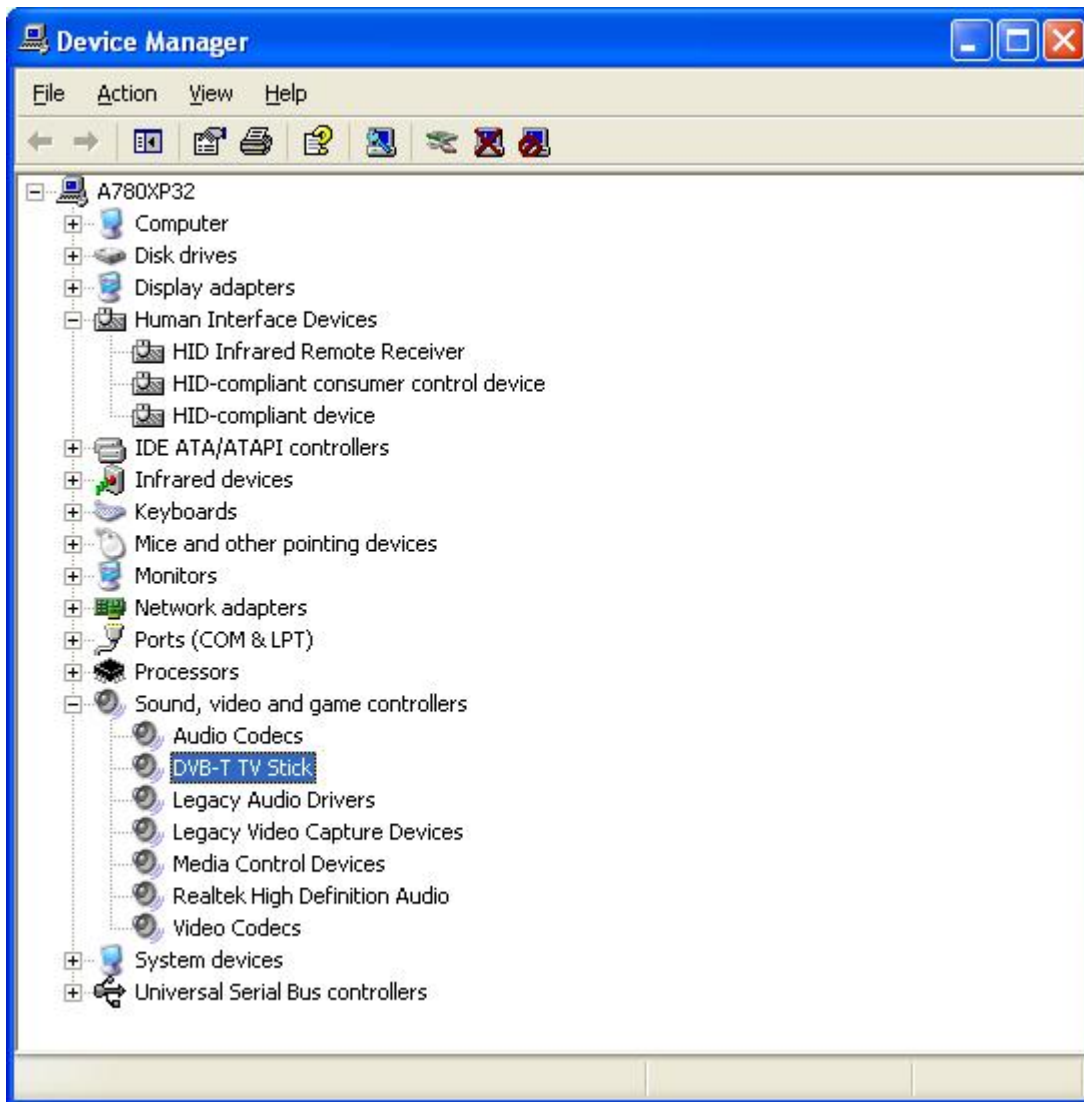 Device Manager
File Action View Help
A780XP32
Computer
Disk drives
Display adapters
Human Interface Devices
HID Infrared Remote Receiver
HID-compliant consumer control device
HID-compliant device
IDE ATA/ATAPI controllers
Infrared devices
Keyboards
Mice and other pointing devices
Monitors
Network adapters
Ports (COM & LPT)
Processors
Sound, video and game controllers
Audio Codecs
DVB-T TV Stick
Legacy Audio Drivers
Legacy Video Capture Devices
Media Control Devices
Realtek High Definition Audio
Video Codecs
System devices
Universal Serial Bus controllers